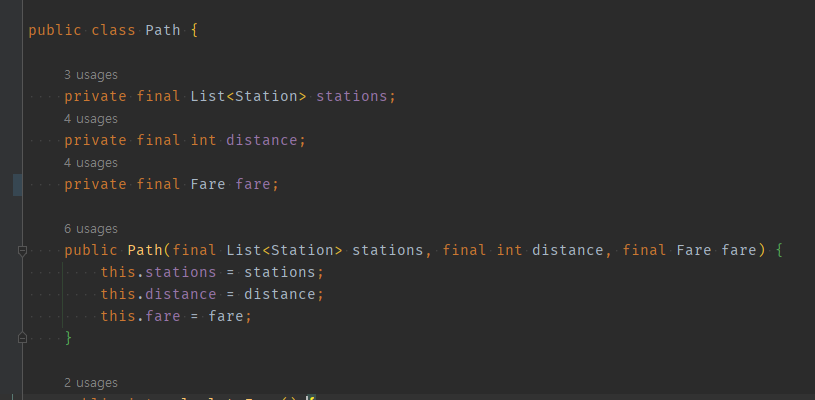 public class Path {
3 usages
private final List<Station> stations;
4 usages
private final int distance;
4 usages
private final Fare fare;
6 usages
public Path(final List<Station> stations, final int distance, final Fare fare) {
this.stations = stations;
this.distance = distance;
this.fare = fare;
}
2 usages